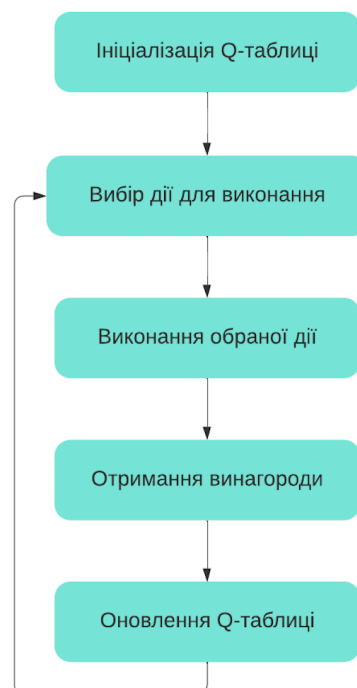 Ініціалізація Q-таблиці
Вибір дії для виконання
Виконання обраної дії
Отримання винагороди
Оновлення Q-таблиці